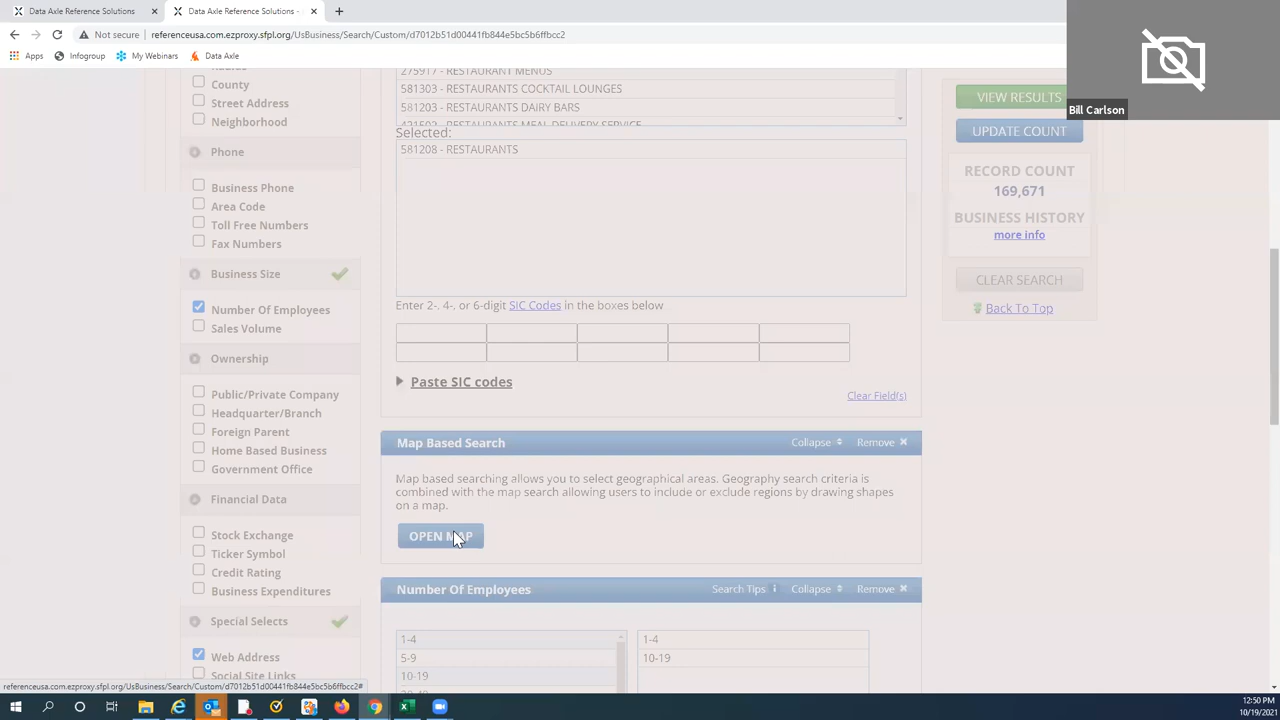 Data Axle Reference Solutions
Data Axle Reference Solutions -
Not secure
referenceusa.com.ezproxy.sfpl.org/UsBusiness/Search/Custom/d7012b51d00441fb844e5bc5b6ffbcc2
Apps
Infogroup
My Webinars
Data Axle
Bill Carlson
County
Street Address
Neighborhood
Phone
Business Phone
Area Code
Toll Free Numbers
Fax Numbers
Business Size
Number Of Employees
Sales Volume
Ownership
Public/Private Company
Headquarter/Branch
Foreign Parent
Home Based Business
Government Office
Financial Data
Stock Exchange
Ticker Symbol
Credit Rating
Business Expenditures
Special Selects
Web Address
Social Site Links
275917 - RESTAURANT MENUS
581303 - RESTAURANTS COCKTAIL LOUNGES
581203 - RESTAURANTS DAIRY BARS
421502 - RESTAURANTS MEAL DELIVERY SERVICE
Selected:
581208 - RESTAURANTS
Enter 2-. 4-. or 6-digit SIC Codes in the boxes below
Paste SIC codes
Clear Field(s)
Map Based Search
Collapse
Remove
Map based searching allows you to select geographical areas. Geography search criteria is
combined with the map search allowing users to include or exclude regions by drawing shapes
on a map.
OPEN MAP
Number Of Employees
Search Tips
Collapse
Remove
1-4
5-9
10-19
1-4
10-19
VIEW RESULTS
UPDATE COUNT
RECORD COUNT
169,671
BUSINESS HISTORY
more info
CLEAR SEARCH
Back To Top
referenceusa.com.ezproxy.sfpl.org/UsBusiness/Search/Custom/d7012b51d00441fb844e5bc5b6ffbcc2#
12:50 PM
10/19/2021